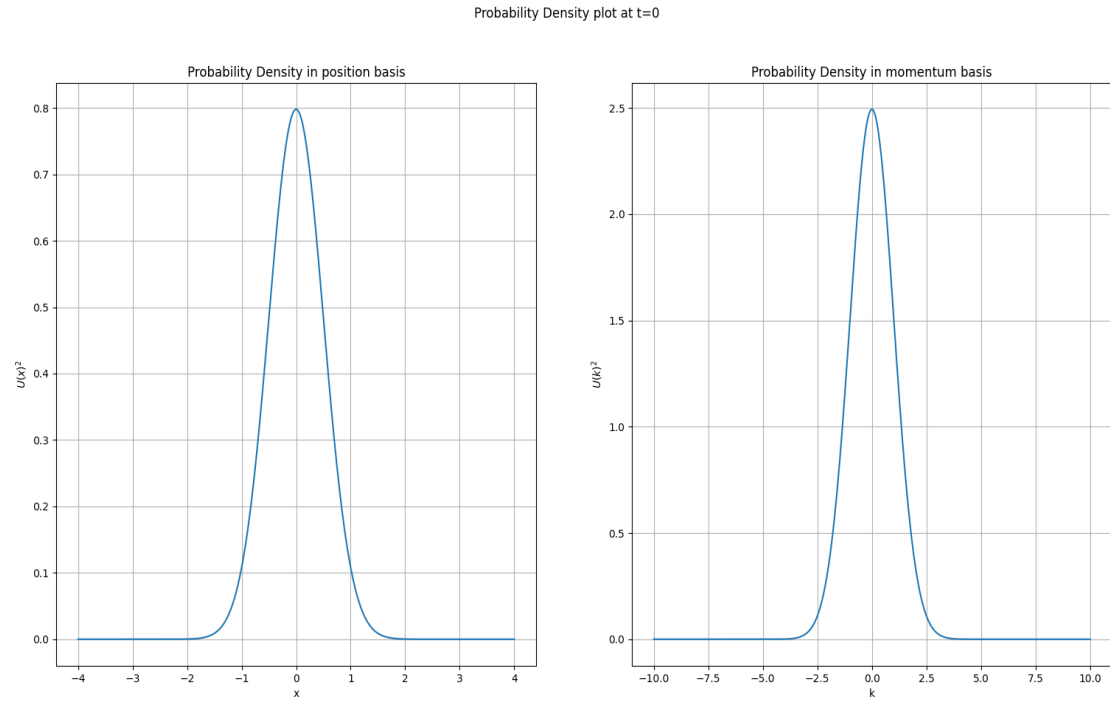 Probability Density plot at t=0
Probability Density in position basis
0.8
0.7
0.6
0.5
0.4
0.3
0.2
0.1
0.0
U(x)²
−4 −3 −2 −1 0 1 2 3 4
x
Probability Density in momentum basis
2.5
2.0
1.5
1.0
0.5
0.0
U(k)²
−10.0 −7.5 −5.0 −2.5 0.0 2.5 5.0 7.5 10.0
k